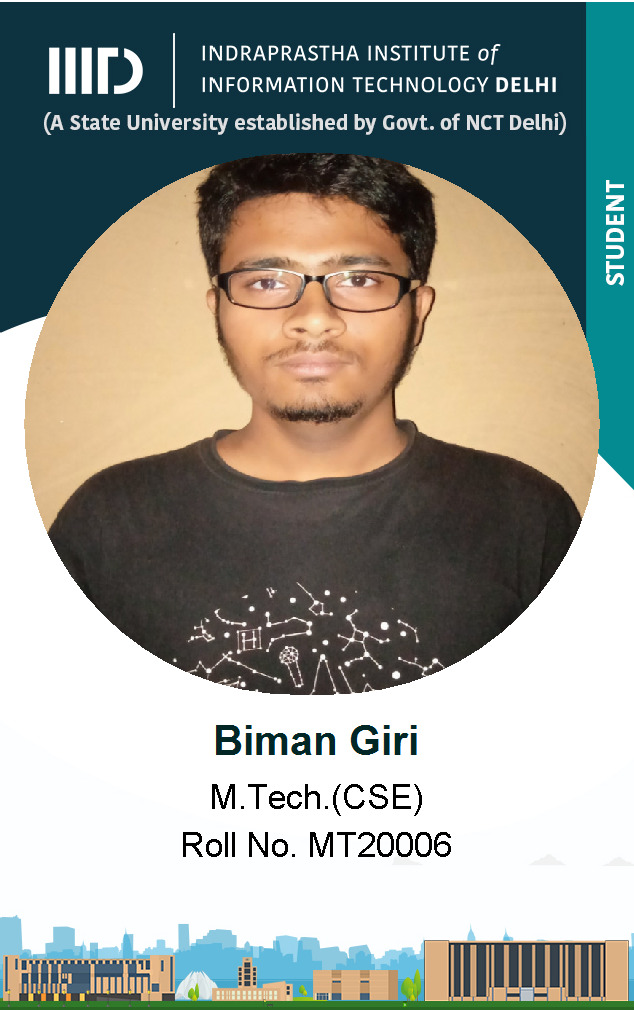 IIID
INDRAPRASTHA INSTITUTE of
INFORMATION TECHNOLOGY DELHI
(A State University established by Govt. of NCT Delhi)
STUDENT
Biman Giri
M.Tech.(CSE)
Roll No. MT20006